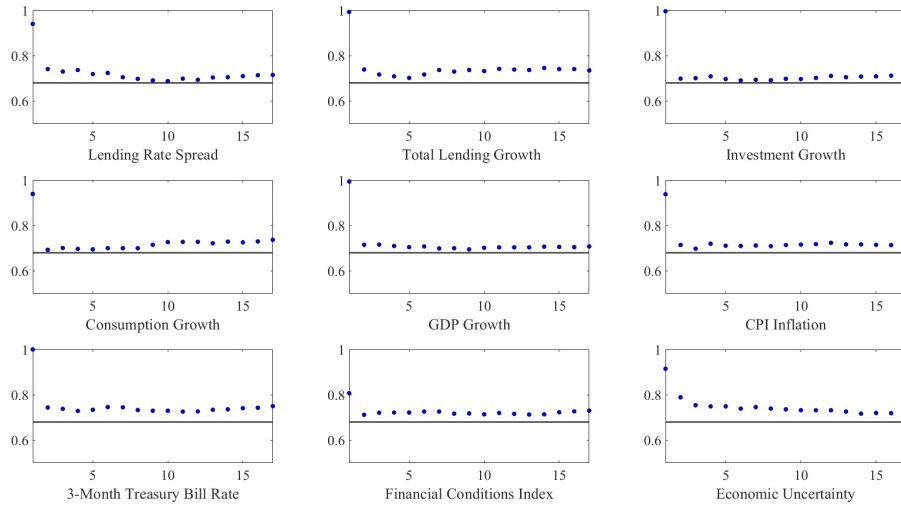 1
0.8
0.6
5 10 15
Lending Rate Spread
1
0.8
0.6
5 10 15
Total Lending Growth
1
0.8
0.6
5 10 15
Investment Growth
1
0.8
0.6
5 10 15
Consumption Growth
1
0.8
0.6
5 10 15
GDP Growth
1
0.8
0.6
5 10 15
CPI Inflation
1
0.8
0.6
5 10 15
3-Month Treasury Bill Rate
1
0.8
0.6
5 10 15
Financial Conditions Index
1
0.8
0.6
5 10 15
Economic Uncertainty